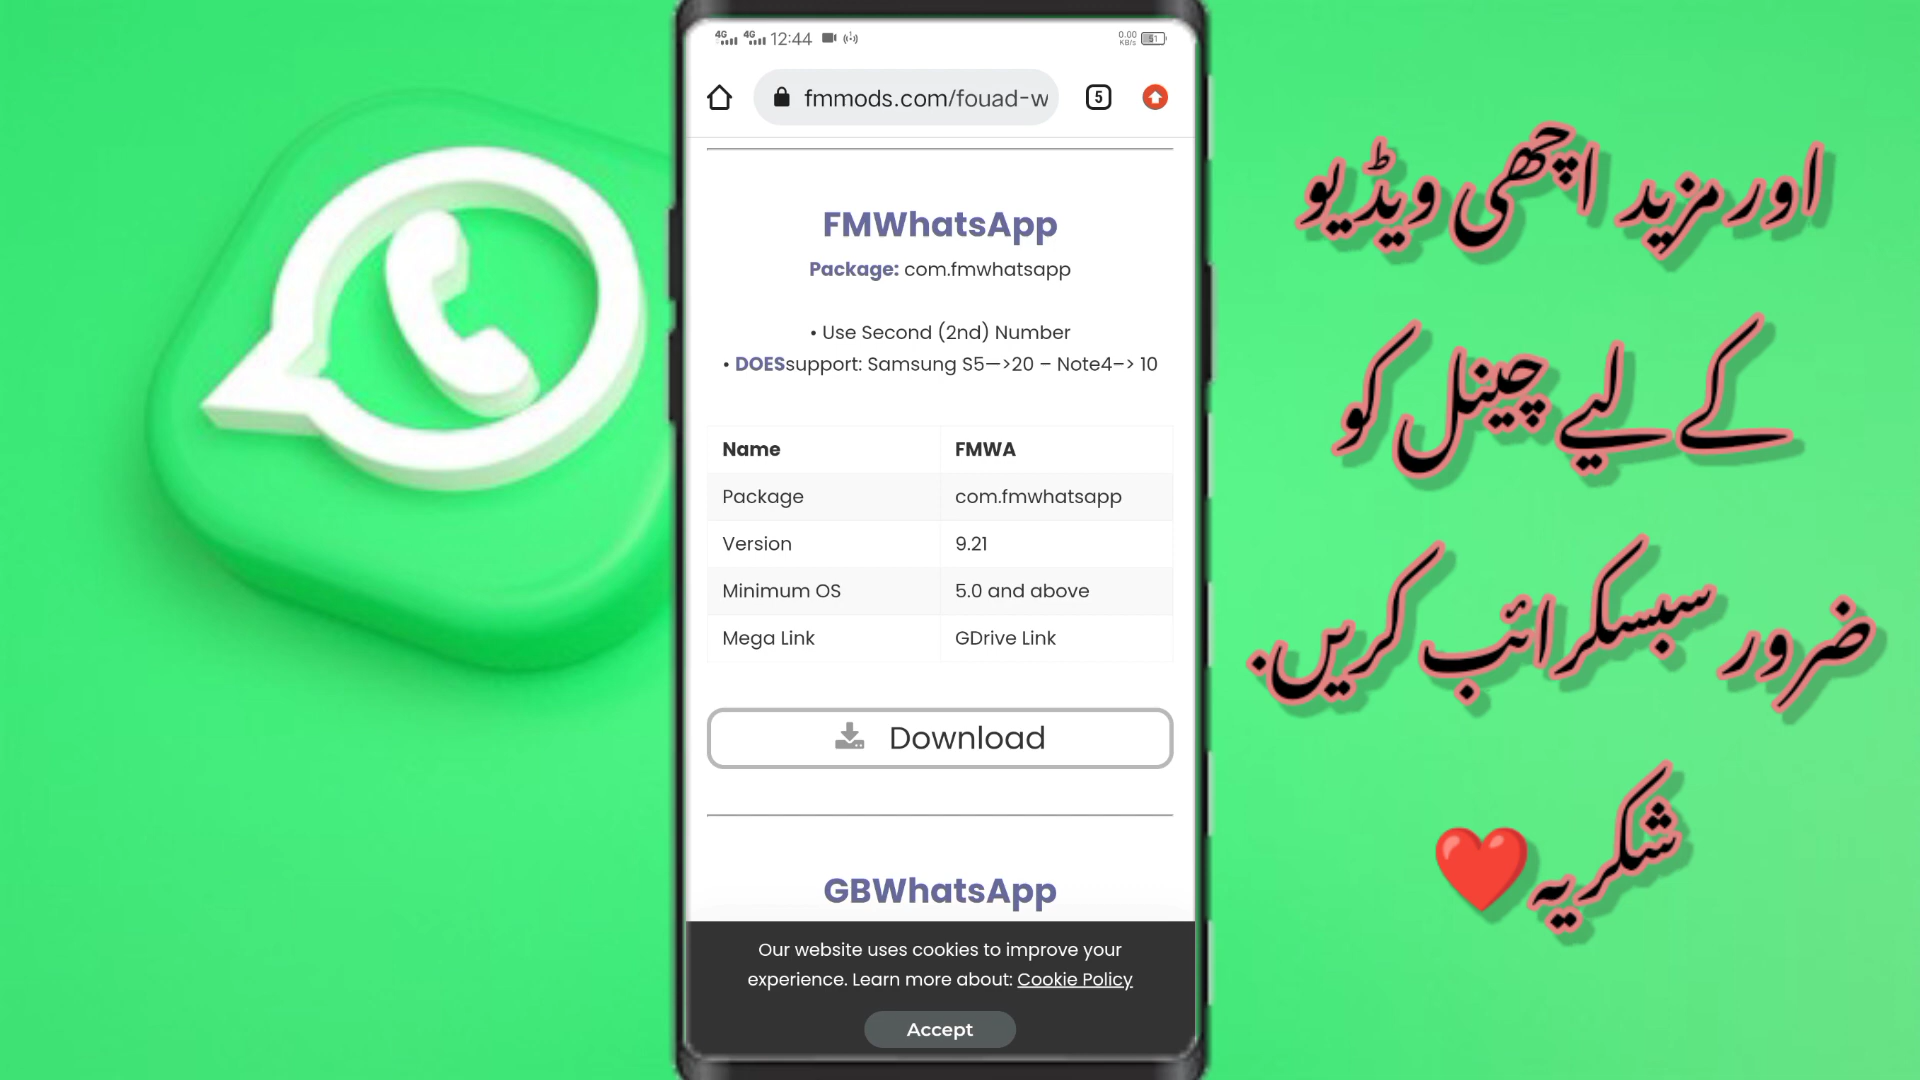 4G 4G 12:44 0.00 KB/s 51
fmmods.com/fouad-w 5
FMWhatsApp
Package: com.fmwhatsapp
• Use Second (2nd) Number
• DOESsupport: Samsung S5—>20 – Note4–> 10
Name FMWA
Package com.fmwhatsapp
Version 9.21
Minimum OS 5.0 and above
Mega Link GDrive Link
Download
GBWhatsApp
Our website uses cookies to improve your
experience. Learn more about: Cookie Policy
Accept
اور مزید اچھی ویڈیو
کے لیے چینل کو
ضرور سبسکرائب کریں.
شکریہ❤️